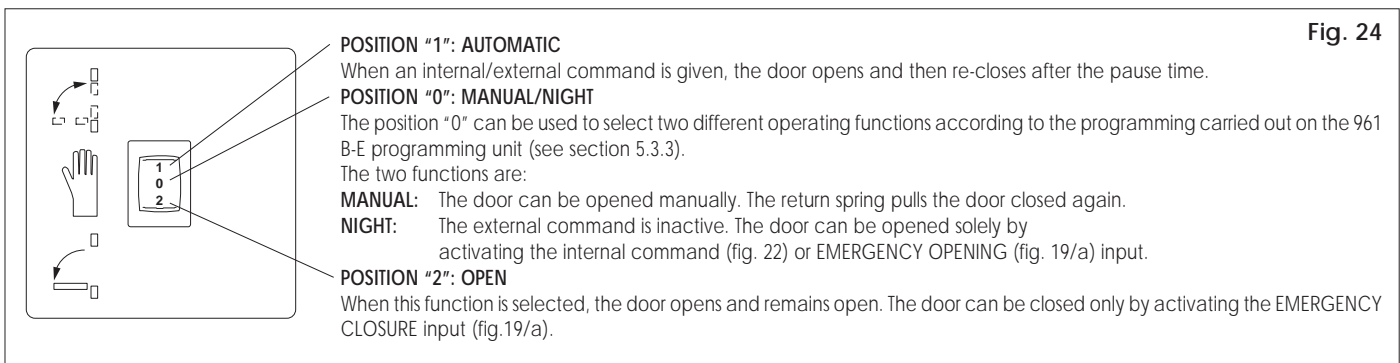 Fig. 24
POSITION "1": AUTOMATIC
When an internal/external command is given, the door opens and then re-closes after the pause time.
POSITION "0": MANUAL/NIGHT
The position "0" can be used to select two different operating functions according to the programming carried out on the 961
B-E programming unit (see section 5.3.3).
The two functions are:
MANUAL: The door can be opened manually. The return spring pulls the door closed again.
NIGHT: The external command is inactive. The door can be opened solely by
activating the internal command (fig. 22) or EMERGENCY OPENING (fig. 19/a) input.
POSITION "2": OPEN
When this function is selected, the door opens and remains open. The door can be closed only by activating the EMERGENCY
CLOSURE input (fig.19/a).
1
0
2